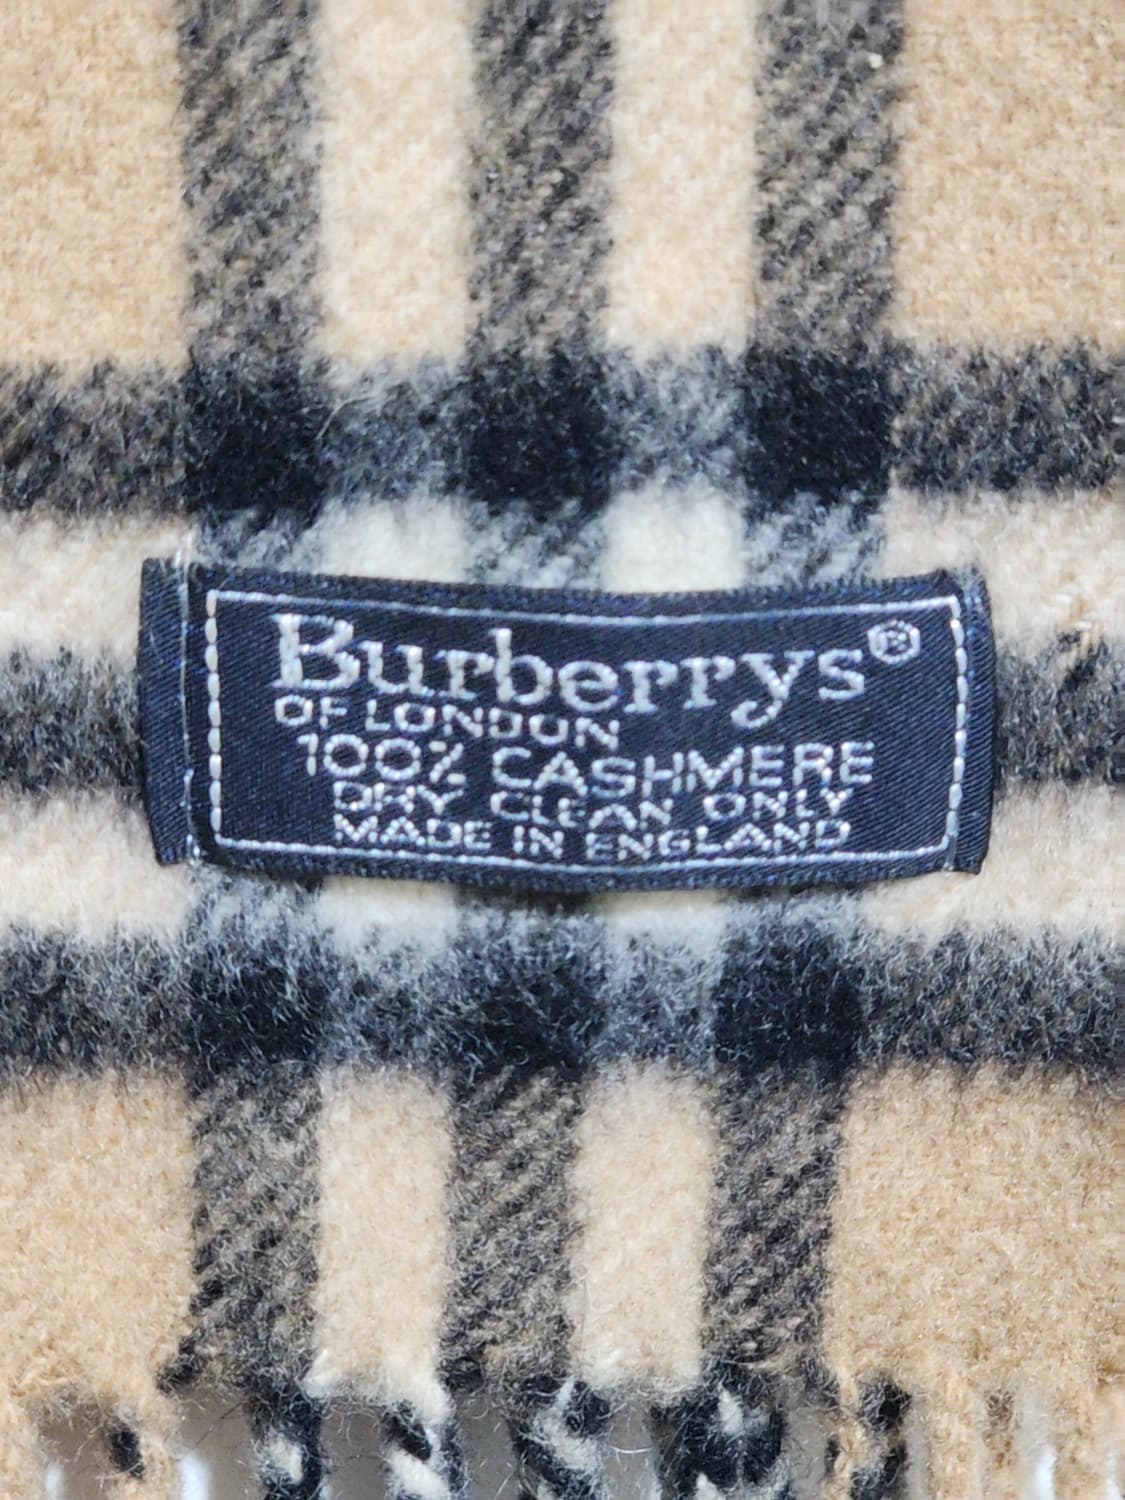 Burberrys®
OF LONDON
100% CASHMERE
DRY CLEAN ONLY
MADE IN ENGLAND